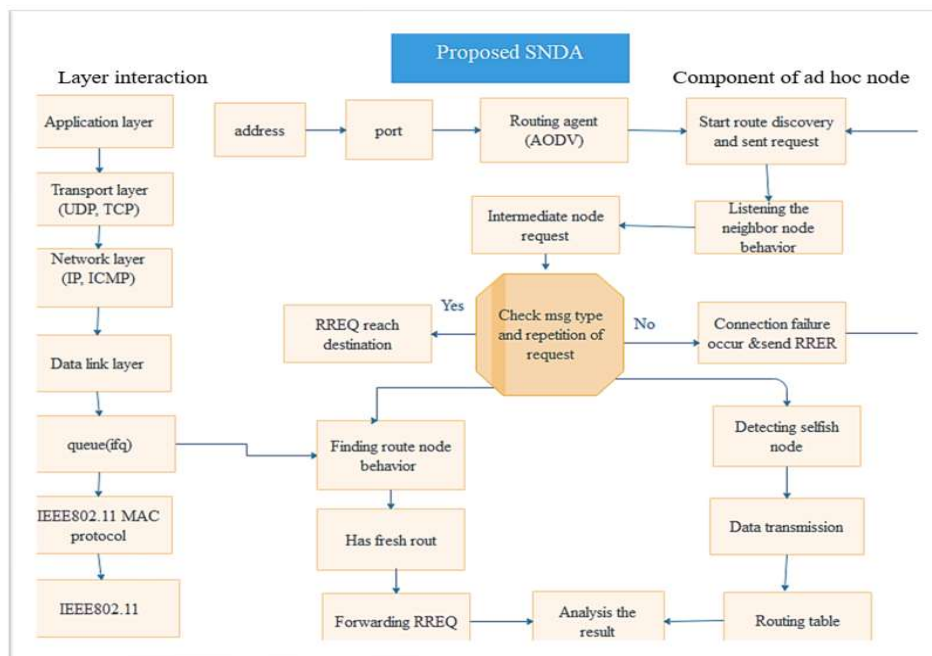 Proposed SNDA
Layer interaction
Component of ad hoc node
Application layer
Transport layer
(UDP, TCP)
Network layer
(IP, ICMP)
Data link layer
queue(ifq)
IEEE802.11 MAC
protocol
IEEE802.11
address
port
Routing agent
(AODV)
Start route discovery
and sent request
Listening the
neighbor node
behavior
Intermediate node
request
Check msg type
and repetition of
request
Yes
RREQ reach
destination
No
Connection failure
occur &send RRER
Finding route node
behavior
Has fresh rout
Forwarding RREQ
Detecting selfish
node
Data transmission
Routing table
Analysis the
result